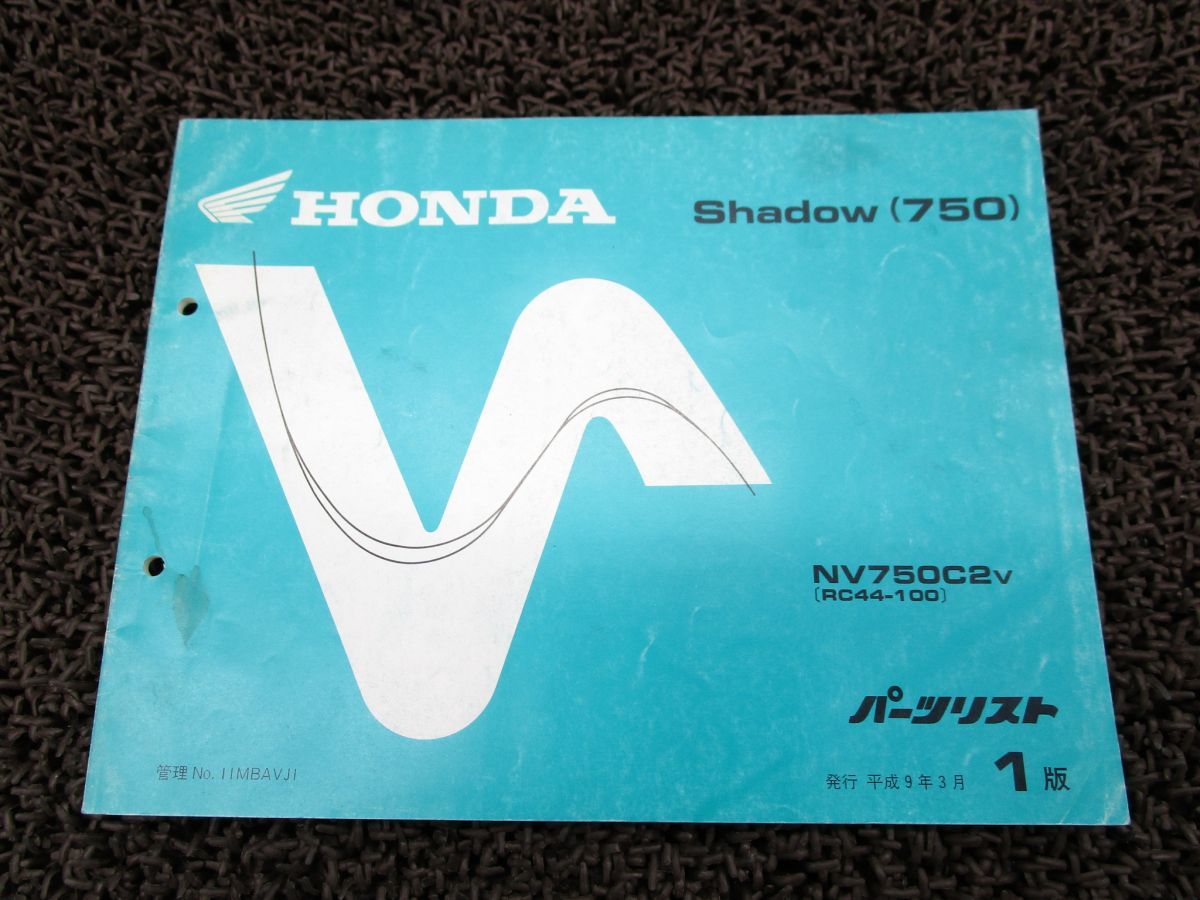 HONDA
Shadow (750)
NV750C2V
〔RC44-100〕
パーツリスト
管理 No. 11MBAVJ1
発行 平成9年3月 1版